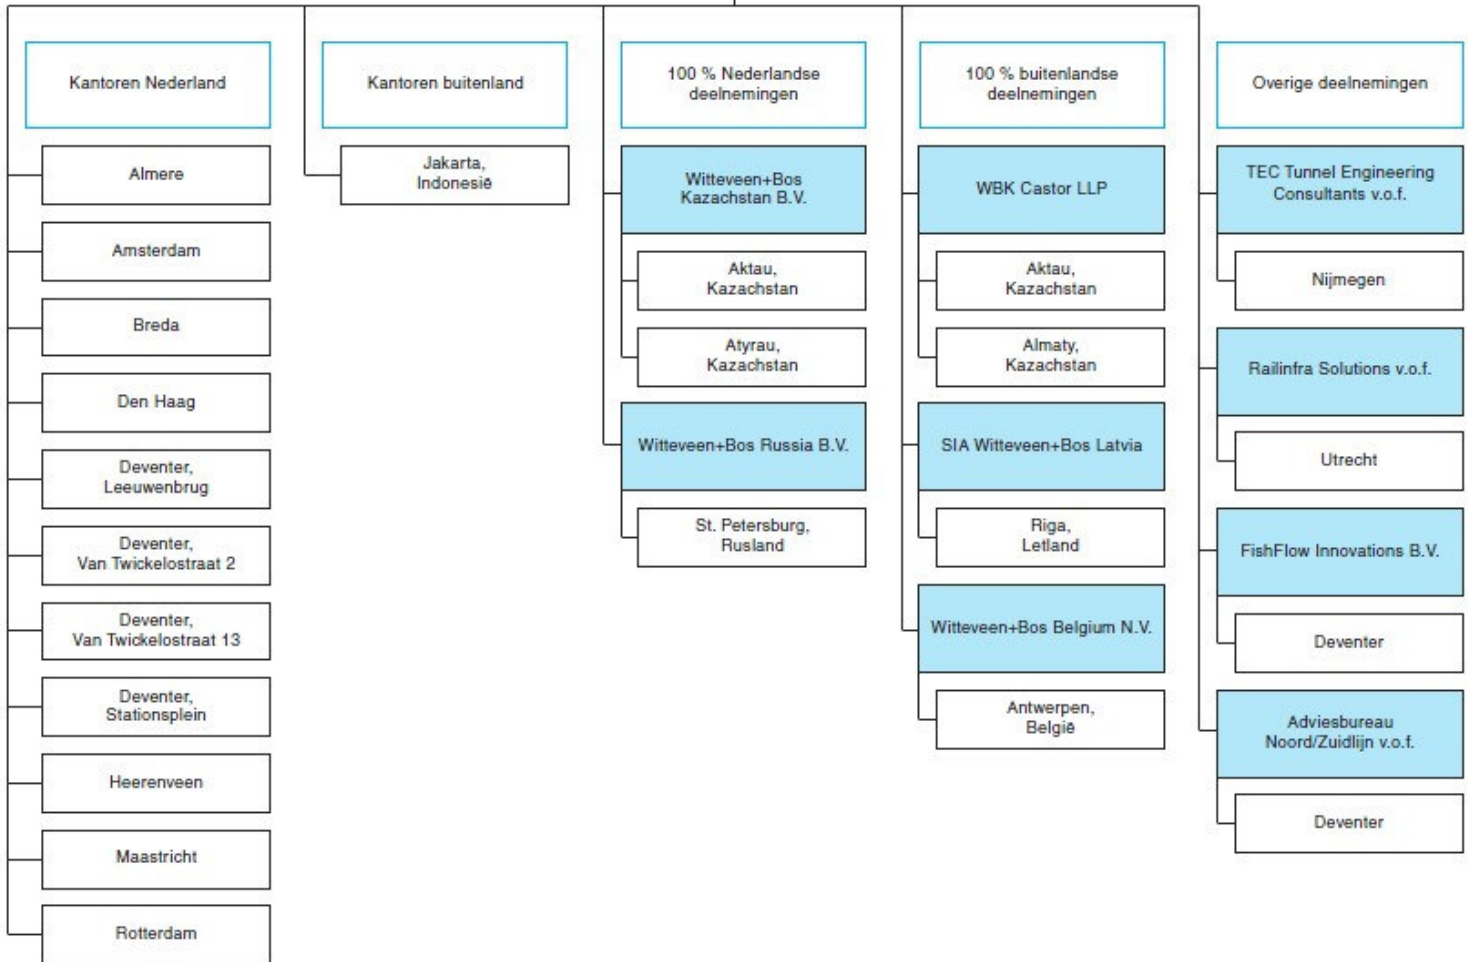 Kantoren Nederland
Almere
Amsterdam
Breda
Den Haag
Deventer,
Leeuwenbrug
Deventer,
Van Twickelostraat 2
Deventer,
Van Twickelostraat 13
Deventer,
Stationsplein
Heerenveen
Maastricht
Rotterdam
Kantoren buitenland
Jakarta,
Indonesië
100 % Nederlandse
deelnemingen
Witteveen+Bos
Kazachstan B.V.
Aktau,
Kazachstan
Atyrau,
Kazachstan
Witteveen+Bos Russia B.V.
St. Petersburg,
Rusland
100 % buitenlandse
deelnemingen
WBK Castor LLP
Aktau,
Kazachstan
Almaty,
Kazachstan
SIA Witteveen+Bos Latvia
Riga,
Letland
Witteveen+Bos Belgium N.V.
Antwerpen,
België
Overige deelnemingen
TEC Tunnel Engineering
Consultants v.o.f.
Nijmegen
Railinfra Solutions v.o.f.
Utrecht
FishFlow Innovations B.V.
Deventer
Adviesbureau
Noord/Zuidlijn v.o.f.
Deventer